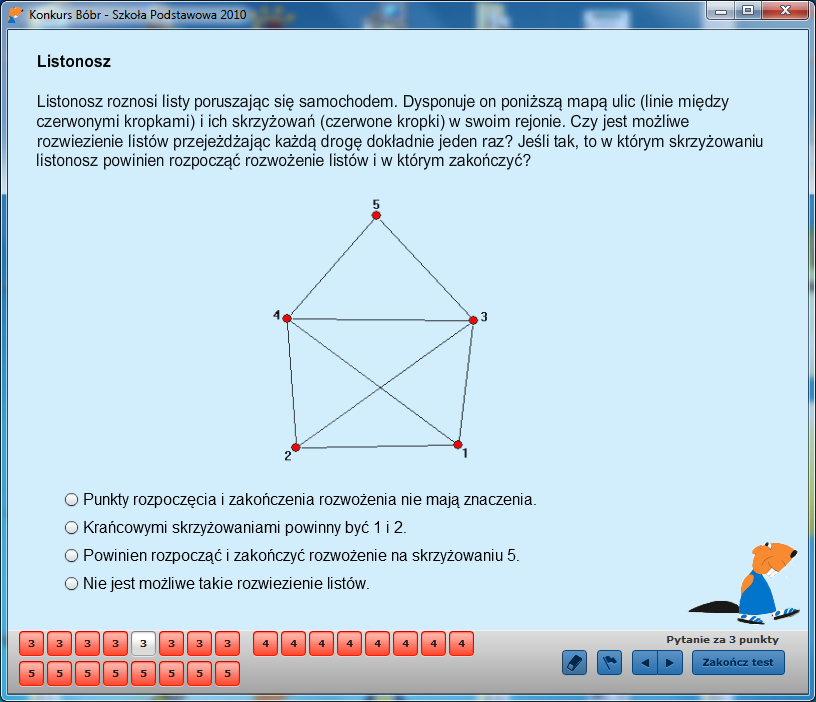 Konkurs Bóbr - Szkoła Podstawowa 2010
Listonosz
Listonosz roznosi listy poruszając się samochodem. Dysponuje on poniższą mapą ulic (linie między
czerwonymi kropkami) i ich skrzyżowań (czerwone kropki) w swoim rejonie. Czy jest możliwe
rozwiezienie listów przejeżdżając każdą drogę dokładnie jeden raz? Jeśli tak, to w którym skrzyżowaniu
listonosz powinien rozpocząć rozwożenie listów i w którym zakończyć?
5
4
3
2
1
Punkty rozpoczęcia i zakończenia rozwożenia nie mają znaczenia.
Krańcowymi skrzyżowaniami powinny być 1 i 2.
Powinien rozpocząć i zakończyć rozwożenie na skrzyżowaniu 5.
Nie jest możliwe takie rozwiezienie listów.
Pytanie za 3 punkty
3 3 3 3 3 3 3 3 4 4 4 4 4 4 4 4
5 5 5 5 5 5 5 5
Zakończ test